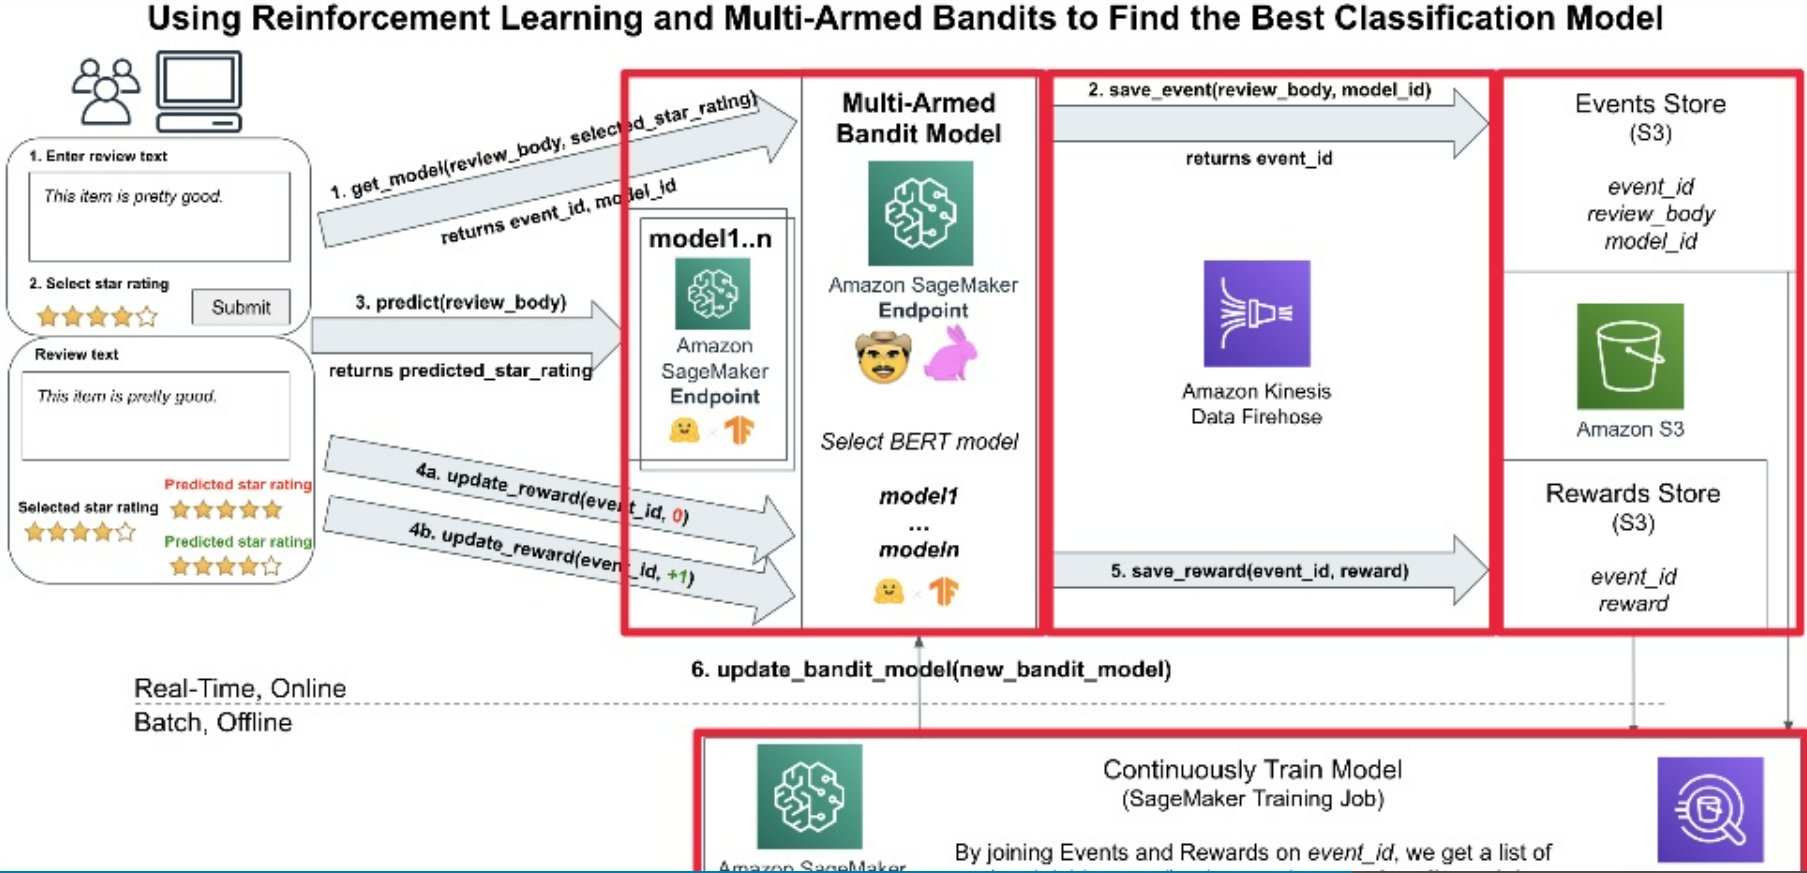 Using Reinforcement Learning and Multi-Armed Bandits to Find the Best Classification Model
1. Enter review text
This item is pretty good.
2. Select star rating
Submit
Review text
This item is pretty good.
Predicted star rating
Selected star rating
Predicted star rating
1. get_model(review_body, selected_star_rating)
returns event_id, model_id
3. predict(review_body)
returns predicted_star_rating
4a. update_reward(event_id, 0)
4b. update_reward(event_id, +1)
model1..n
Amazon
SageMaker
Endpoint
Multi-Armed
Bandit Model
Amazon SageMaker
Endpoint
Select BERT model
model1
...
modeln
2. save_event(review_body, model_id)
returns event_id
Amazon Kinesis
Data Firehose
5. save_reward(event_id, reward)
Events Store
(S3)
event_id
review_body
model_id
Amazon S3
Rewards Store
(S3)
event_id
reward
6. update_bandit_model(new_bandit_model)
Real-Time, Online
Batch, Offline
Continuously Train Model
(SageMaker Training Job)
Amazon SageMaker
By joining Events and Rewards on event_id, we get a list of